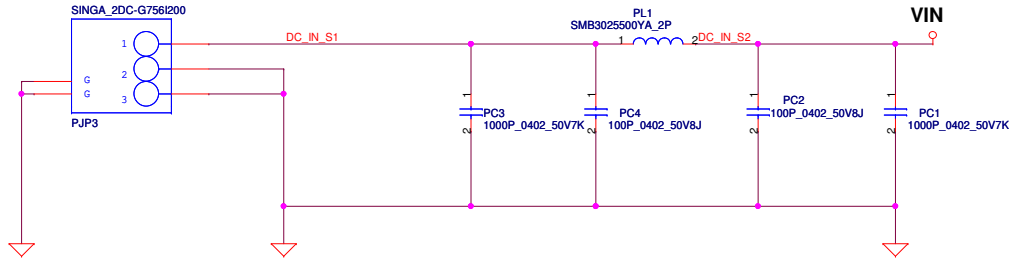 SINGA_2DC-G756I200
1
2
3
G
G
PJP3
DC_IN_S1
PL1
SMB3025500YA_2P
1
2
DC_IN_S2
VIN
1
2
PC3
1000P_0402_50V7K
1
2
PC4
100P_0402_50V8J
1
2
PC2
100P_0402_50V8J
1
2
PC1
1000P_0402_50V7K